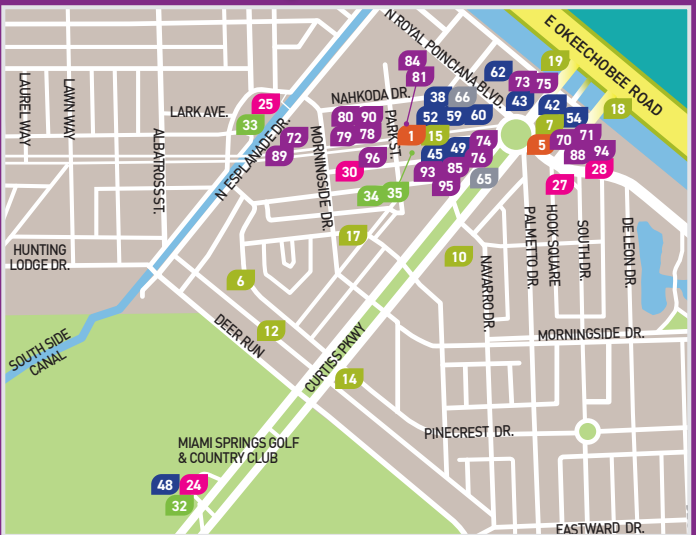 N ROYAL POINCIANA BLVD.
E OKEECHOBEE ROAD
LAUREL WAY
LAWN WAY
ALBATROSS ST.
LARK AVE.
N ESPLANADE DR.
NAHKODA DR.
PARK ST.
MORNINGSIDE DR.
84
81
62
73 75
19
18
38 66
43
42
54
52 59 60
25
33
80 90
79 78
1 15
7
72
89
96
45 49 74
76
5 70 71
88 94
30
93 85
95
65
28
27
34 35
17
10
6
12
14
HUNTING
LODGE DR.
PALMETTO DR.
HOOK SQUARE
SOUTH DR.
DE LEON DR.
NAVARRO DR.
SOUTH SIDE
CANAL
DEER RUN
CURTISS PKWY
MORNINGSIDE DR.
PINECREST DR.
MIAMI SPRINGS GOLF
& COUNTRY CLUB
48 24
32
EASTWARD DR.